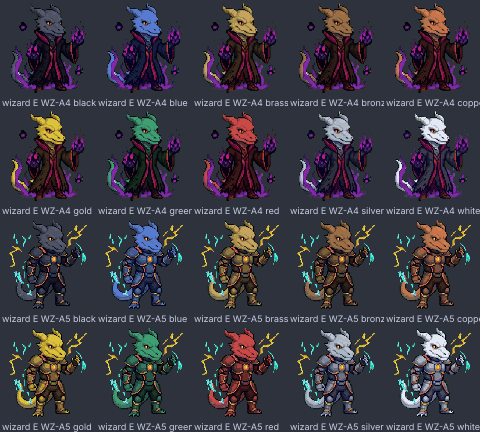 wizard E WZ-A4 black
wizard E WZ-A4 blue
wizard E WZ-A4 brass
wizard E WZ-A4 bronz
wizard E WZ-A4 copp
wizard E WZ-A4 gold
wizard E WZ-A4 greer
wizard E WZ-A4 red
wizard E WZ-A4 silver
wizard E WZ-A4 white
wizard E WZ-A5 black
wizard E WZ-A5 blue
wizard E WZ-A5 brass
wizard E WZ-A5 bronz
wizard E WZ-A5 copp
wizard E WZ-A5 gold
wizard E WZ-A5 greer
wizard E WZ-A5 red
wizard E WZ-A5 silver
wizard E WZ-A5 white